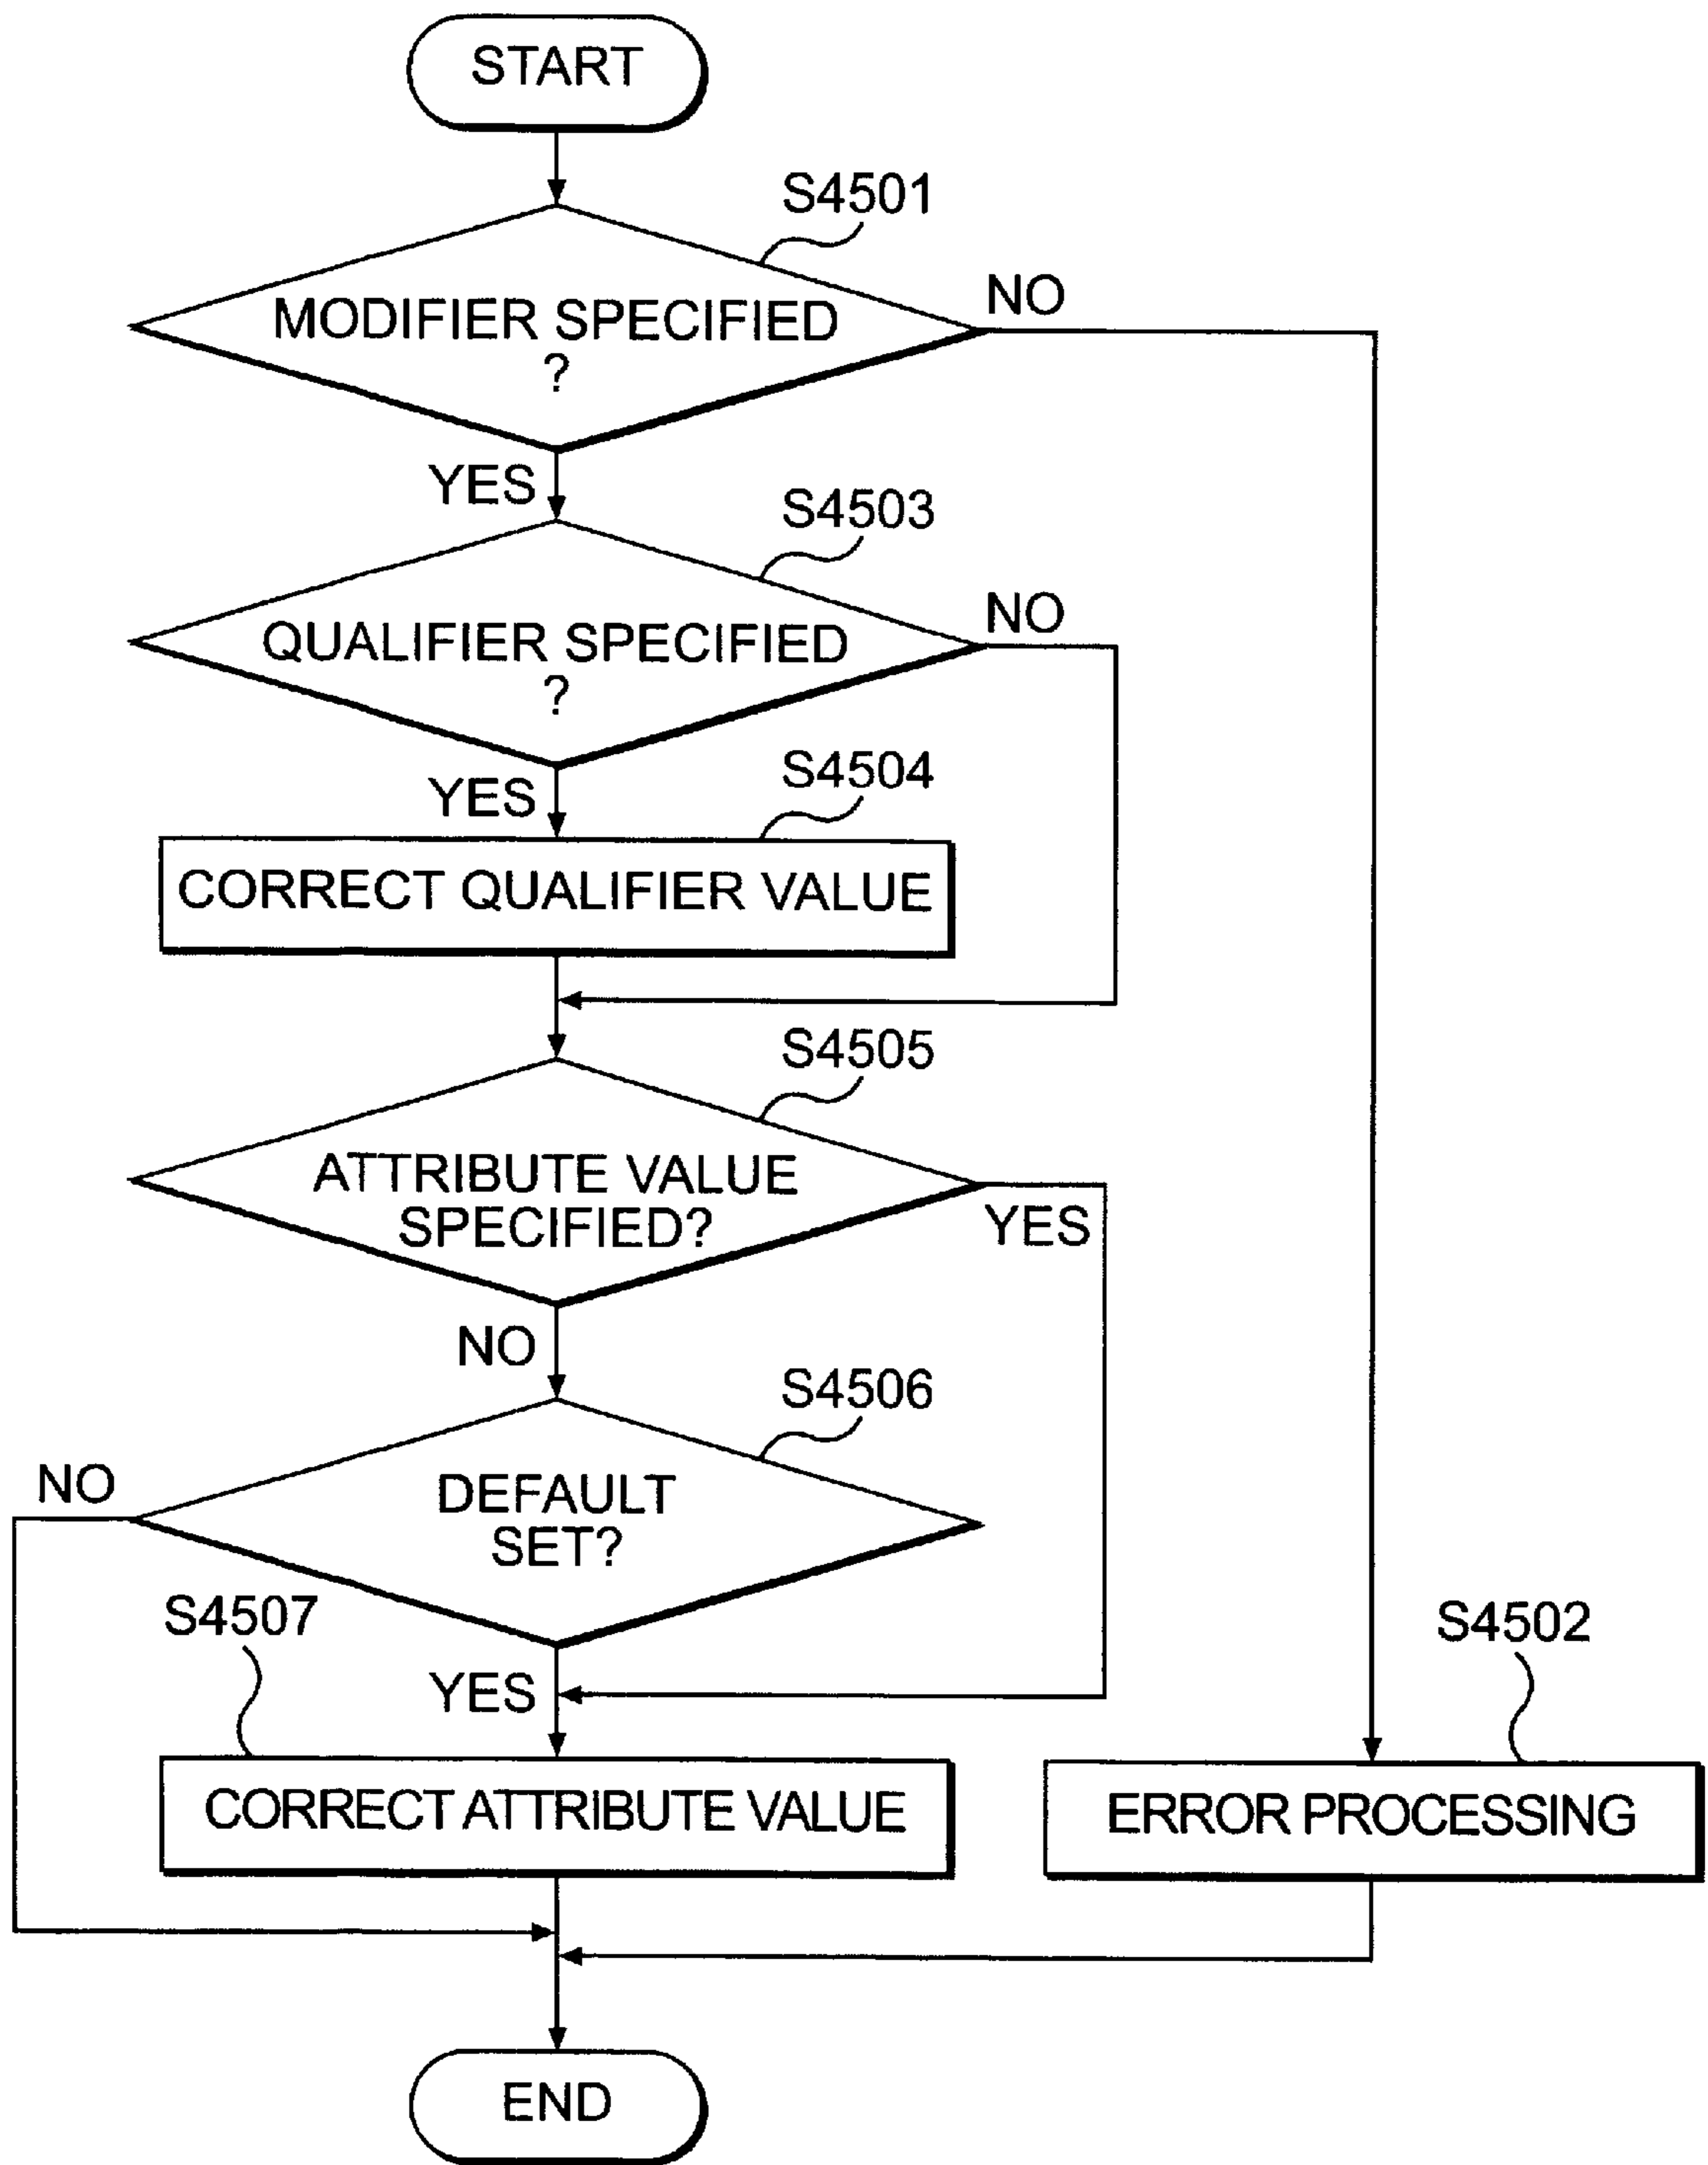 START
S4501
MODIFIER SPECIFIED
?
NO
YES
S4503
QUALIFIER SPECIFIED
?
NO
YES
S4504
CORRECT QUALIFIER VALUE
S4505
ATTRIBUTE VALUE
SPECIFIED?
YES
NO
S4506
DEFAULT
SET?
NO
YES
S4507
CORRECT ATTRIBUTE VALUE
S4502
ERROR PROCESSING
END